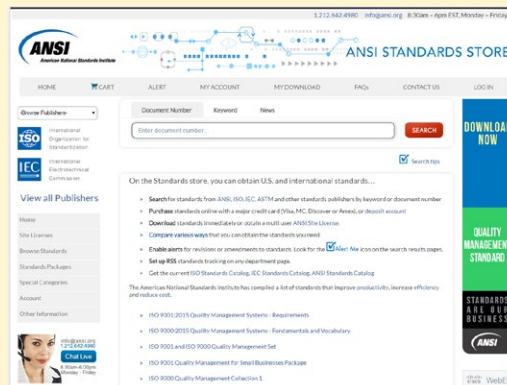 1.212.642.4980 info@ansi.org 8:30am - 6pm EST, Monday - Friday
ANSI
American National Standards Institute
ANSI STANDARDS STORE
HOME CART ALERT MY ACCOUNT MY DOWNLOAD FAQs CONTACT US LOG IN
Browse Publishers
ISO
International
Organization for
Standardization
IEC
International
Electrotechnical
Commission
View all Publishers
Home
Site Licenses
Browse Standards
Standards Packages
Special Categories
Account
Other Information
info@ansi.org
1.212.642.4980
Chat Live
8:30am-6:00pm
Monday - Friday
Document Number Keyword News
Enter document number
SEARCH
Search tips
On the Standards store, you can obtain U.S. and international standards...
Search for standards from ANSI, ISO, IEC, ASTM and other standards publishers by keyword or document number
Purchase standards online with a major credit card (Visa, MC, Discover or Amex), or deposit account
Download standards immediately or obtain a multi user ANSI Site License
Compare various ways that you can obtain the standards you need
Enable alerts for revisions or amendments to standards. Look for the Alert Me icon on the search results pages.
Set up RSS standards tracking on any department page.
Get the current ISO Standards Catalog, IEC Standards Catalog, ANSI Standards Catalog
The American National Standards Institute has compiled a list of standards that improve productivity, increase efficiency
and reduce cost.
ISO 9001:2015 Quality Management Systems - Requirements
ISO 9000:2015 Quality Management Systems - Fundamentals and Vocabulary
ISO 9001 and ISO 9000 Quality Management Set
ISO 9001 Quality Management for Small Businesses Package
ISO 9000 Quality Management Collection 1
DOWNLOAD
NOW
QUALITY
MANAGEMENT
STANDARD
STANDARDS
ARE OUR
BUSINESS
ANSI
WebE